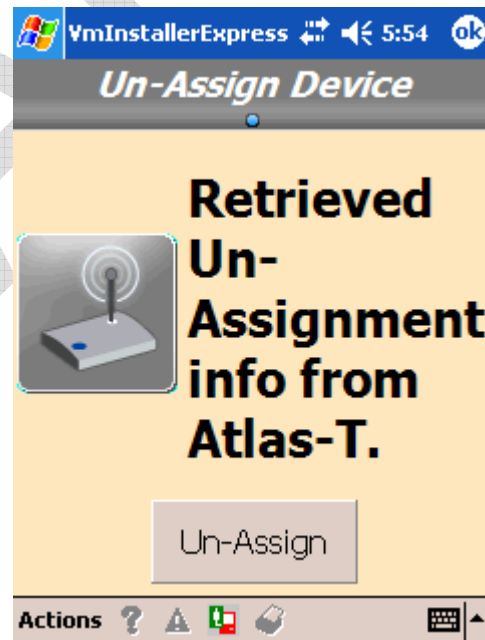 VmInstallerExpress 5:54 ok
Un-Assign Device
Retrieved
Un-
Assignment
info from
Atlas-T.
Un-Assign
Actions